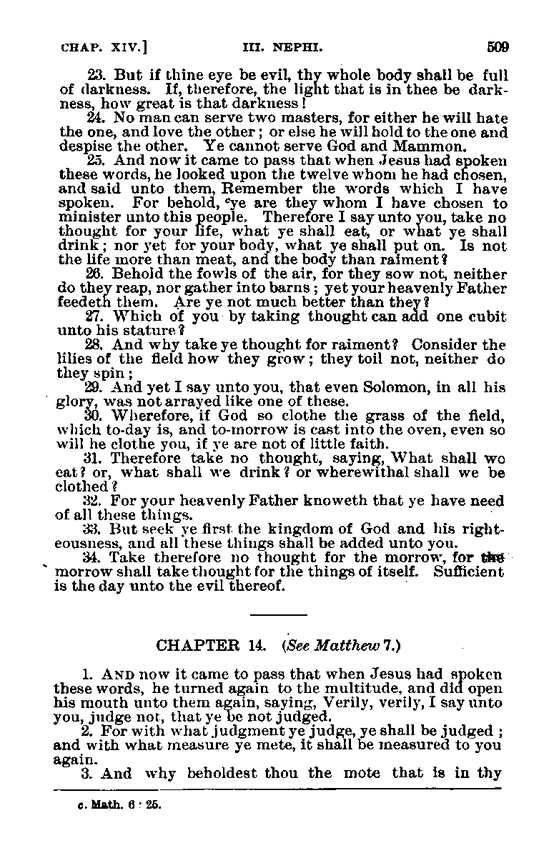 CHAP. XIV.] III. NEPHI. 509
23. But if thine eye be evil, thy whole body shall be full
of darkness. If, therefore, the light that is in thee be dark-
ness, how great is that darkness!
24. No man can serve two masters, for either he will hate
the one, and love the other; or else he will hold to the one and
despise the other. Ye cannot serve God and Mammon.
25. And now it came to pass that when Jesus had spoken
these words, he looked upon the twelve whom he had chosen,
and said unto them, Remember the words which I have
spoken. For behold, cye are they whom I have chosen to
minister unto this people. Therefore I say unto you, take no
thought for your life, what ye shall eat, or what ye shall
drink; nor yet for your body, what ye shall put on. Is not
the life more than meat, and the body than raiment?
26. Behold the fowls of the air, for they sow not, neither
do they reap, nor gather into barns; yet your heavenly Father
feedeth them. Are ye not much better than they?
27. Which of you by taking thought can add one cubit
unto his stature?
28. And why take ye thought for raiment? Consider the
lilies of the field how they grow; they toil not, neither do
they spin;
29. And yet I say unto you, that even Solomon, in all his
glory, was not arrayed like one of these.
30. Wherefore, if God so clothe the grass of the field,
which to-day is, and to-morrow is cast into the oven, even so
will he clothe you, if ye are not of little faith.
31. Therefore take no thought, saying, What shall we
eat? or, what shall we drink? or wherewithal shall we be
clothed?
32. For your heavenly Father knoweth that ye have need
of all these things.
33. But seek ye first the kingdom of God and his right-
eousness, and all these things shall be added unto you.
34. Take therefore no thought for the morrow, for the
morrow shall take thought for the things of itself. Sufficient
is the day unto the evil thereof.
CHAPTER 14. (See Matthew 7.)
1. AND now it came to pass that when Jesus had spoken
these words, he turned again to the multitude, and did open
his mouth unto them again, saying, Verily, verily, I say unto
you, judge not, that ye be not judged.
2. For with what judgment ye judge, ye shall be judged;
and with what measure ye mete, it shall be measured to you
again.
3. And why beholdest thou the mote that is in thy
c. Math. 6:25.